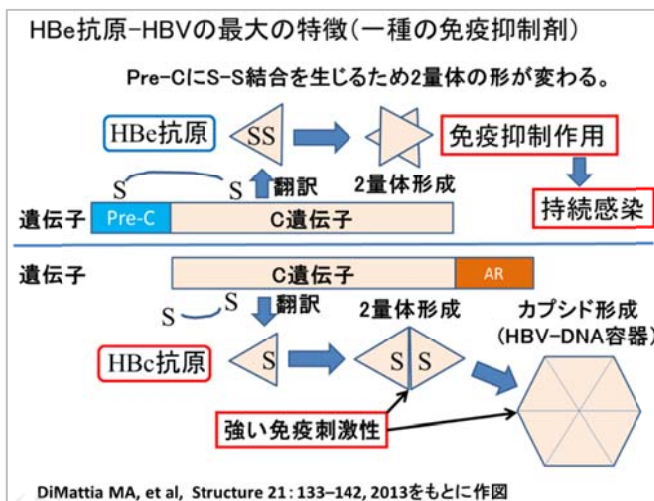 HBe抗原-HBVの最大の特徴(一種の免疫抑制剤)
Pre-CにS-S結合を生じるため2量体の形が変わる。
HBe抗原
SS
免疫抑制作用
S
S
翻訳
2量体形成
持続感染
遺伝子
Pre-C
C遺伝子
遺伝子
C遺伝子
AR
S
S
翻訳
2量体形成
カプシド形成
(HBV-DNA容器)
HBc抗原
S
S
S
強い免疫刺激性
DiMattia MA, et al, Structure 21:133–142, 2013をもとに作図